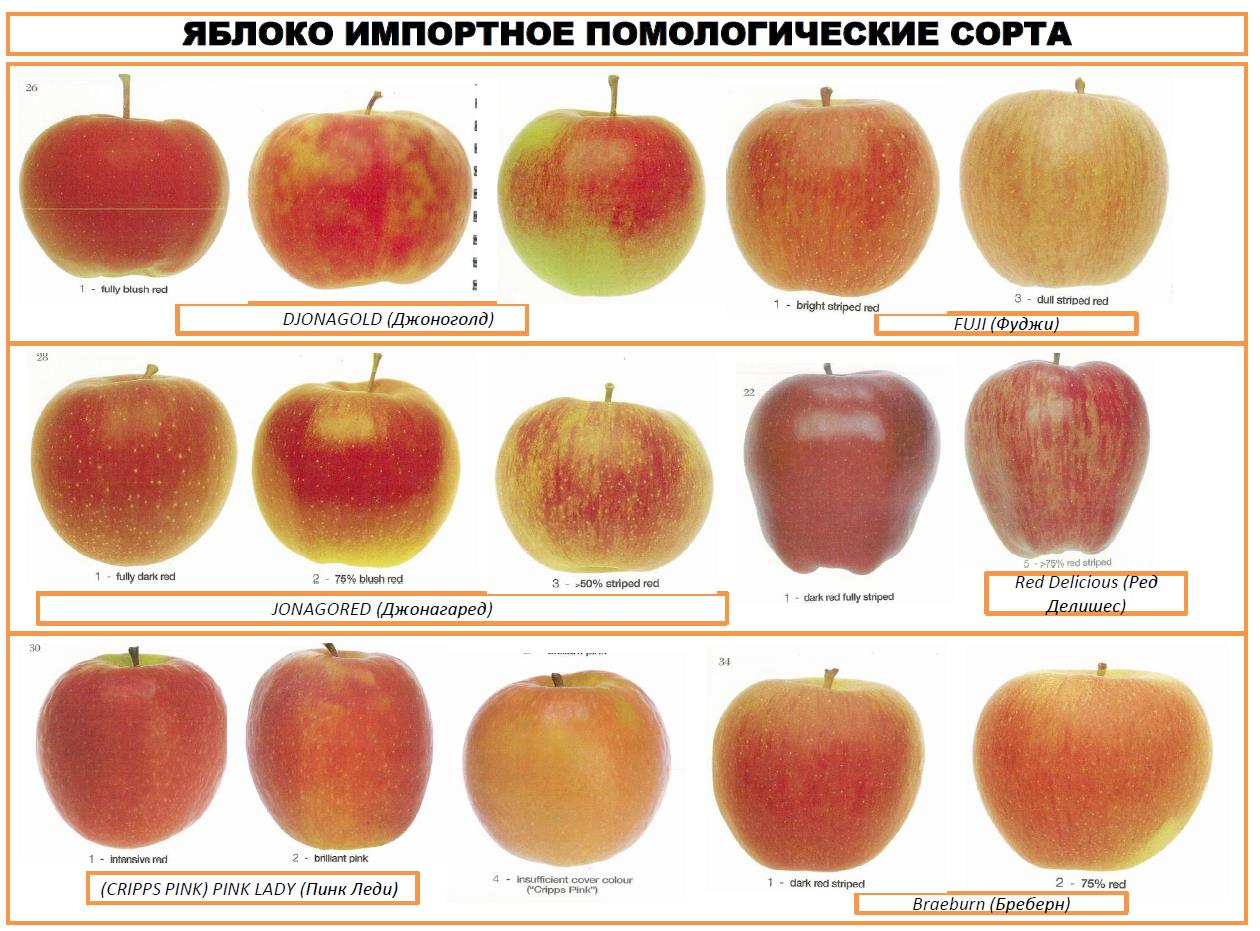 ЯБЛОКО ИМПОРТНОЕ ПОМОЛОГИЧЕСКИЕ СОРТА
26
1 - fully blush red
1 - bright striped red
3 - dull striped red
DJONAGOLD (Джоноголд)
FUJI (Фуджи)
28
22
1 - fully dark red
2 - 75% blush red
3 - >50% striped red
1 - dark red fully striped
5 - >75% red striped
JONAGORED (Джонагаред)
Red Delicious (Ред
Делишес)
30
34
1 - intensive red
2 - brilliant pink
4 - insufficient cover colour
("Cripps Pink")
1 - dark red striped
2 - 75% red
(CRIPPS PINK) PINK LADY (Пинк Леди)
Braeburn (Бреберн)